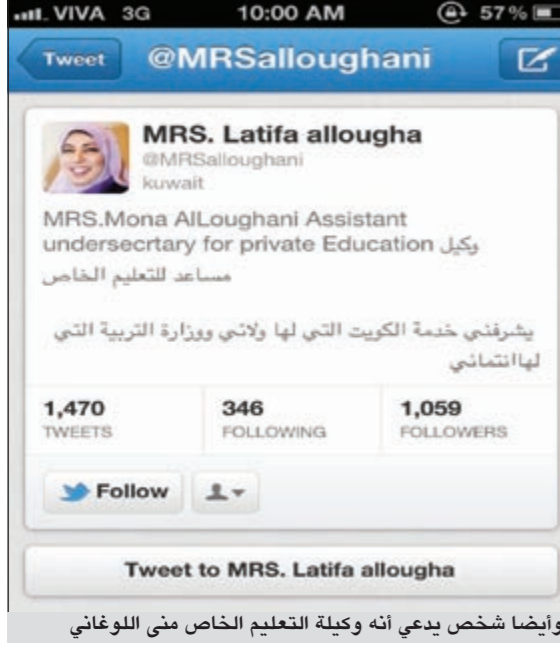 VIVA 3G 10:00 AM 57%
Tweet @MRSalloughani
MRS. Latifa allougha
@MRSalloughani
kuwait
MRS.Mona AlLoughani Assistant
undersecrtary for private Education وكيل
مساعد للتعليم الخاص
يشرفني خدمة الكويت التي لها ولائي ووزارة التربية التي
لهاانتمائي
1,470 346 1,059
TWEETS FOLLOWING FOLLOWERS
Follow
Tweet to MRS. Latifa allougha
وأيضا شخص يدعي أنه وكيلة التعليم الخاص منى اللوغاني